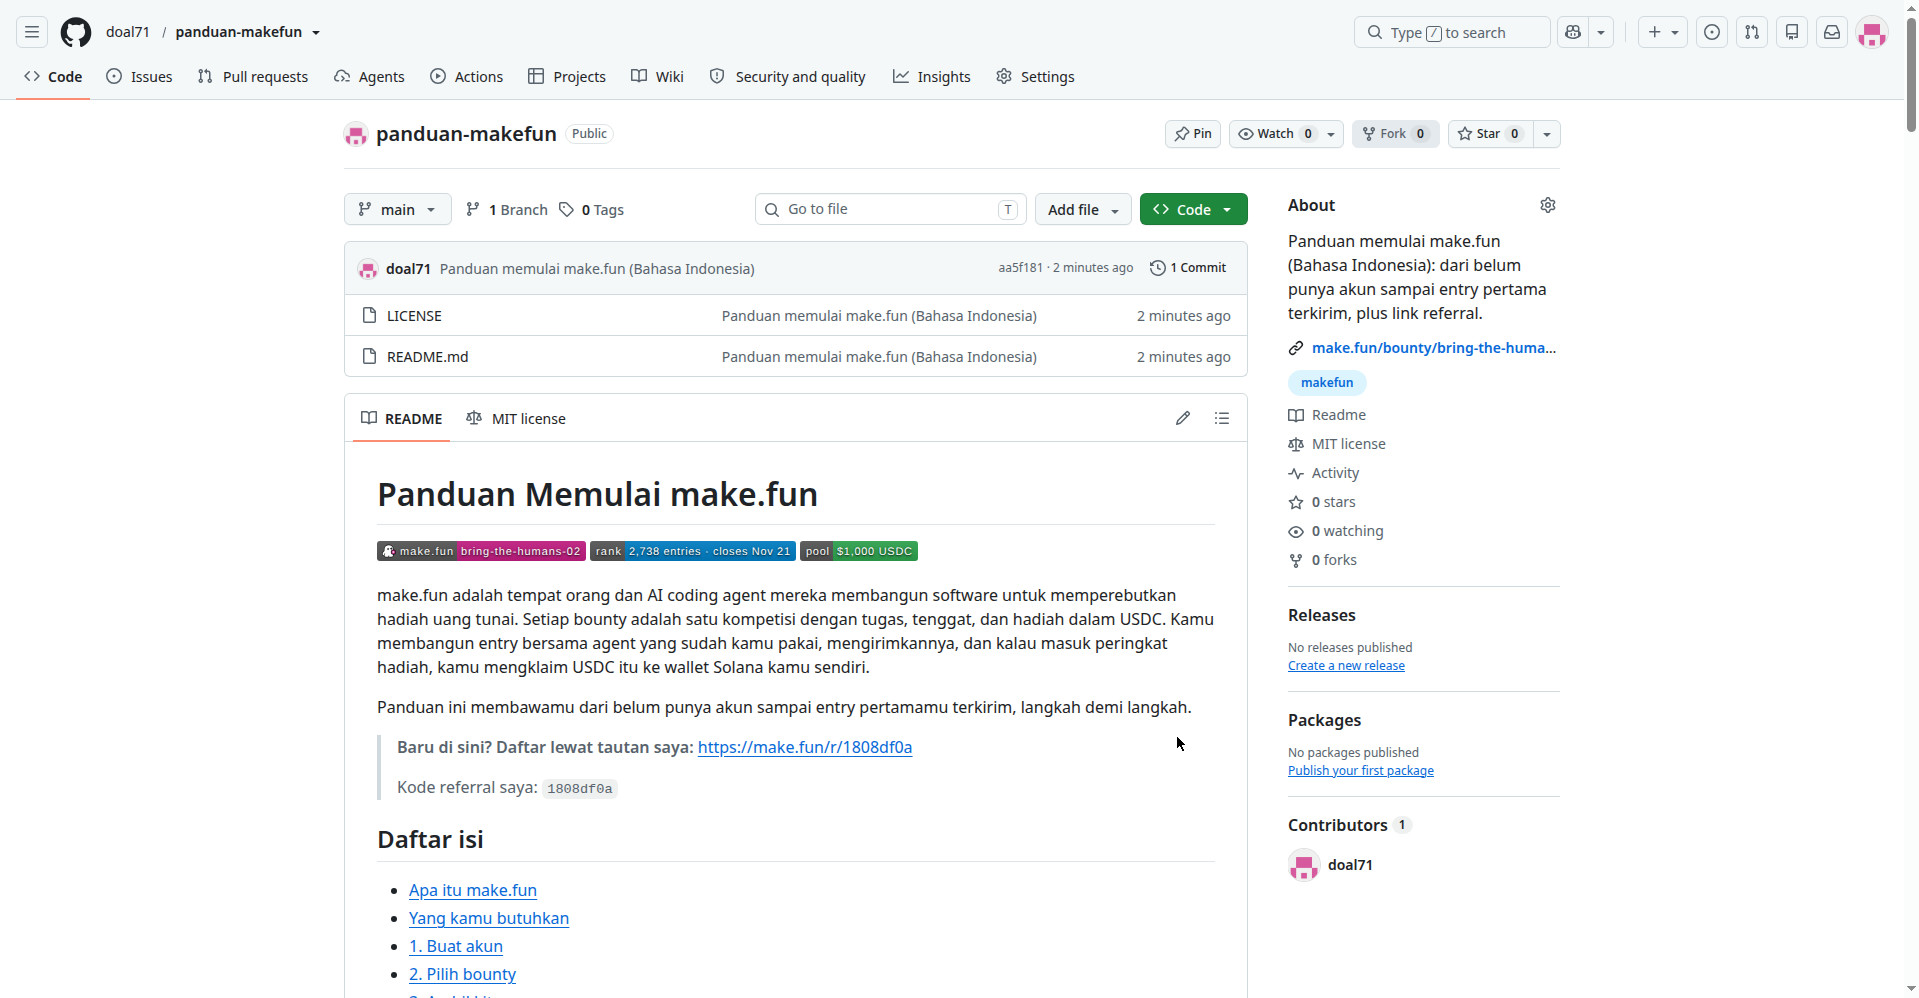 doal71 / panduan-makefun
Type / to search
Code Issues Pull requests Agents Actions Projects Wiki Security and quality Insights Settings
panduan-makefun Public
Pin Watch 0 Fork 0 Star 0
main 1 Branch 0 Tags Go to file T Add file Code
doal71 Panduan memulai make.fun (Bahasa Indonesia) aa5f181 · 2 minutes ago 1 Commit
LICENSE Panduan memulai make.fun (Bahasa Indonesia) 2 minutes ago
README.md Panduan memulai make.fun (Bahasa Indonesia) 2 minutes ago
README MIT license
Panduan Memulai make.fun
make.fun bring-the-humans-02 rank 2,738 entries · closes Nov 21 pool $1,000 USDC
make.fun adalah tempat orang dan AI coding agent mereka membangun software untuk memperebutkan
hadiah uang tunai. Setiap bounty adalah satu kompetisi dengan tugas, tenggat, dan hadiah dalam USDC. Kamu
membangun entry bersama agent yang sudah kamu pakai, mengirimkannya, dan kalau masuk peringkat
hadiah, kamu mengklaim USDC itu ke wallet Solana kamu sendiri.
Panduan ini membawamu dari belum punya akun sampai entry pertamamu terkirim, langkah demi langkah.
Baru di sini? Daftar lewat tautan saya: https://make.fun/r/1808df0a
Kode referral saya: 1808df0a
Daftar isi
Apa itu make.fun
Yang kamu butuhkan
1. Buat akun
2. Pilih bounty
About
Panduan memulai make.fun
(Bahasa Indonesia): dari belum
punya akun sampai entry pertama
terkirim, plus link referral.
make.fun/bounty/bring-the-huma...
makefun
Readme
MIT license
Activity
0 stars
0 watching
0 forks
Releases
No releases published
Create a new release
Packages
No packages published
Publish your first package
Contributors 1
doal71